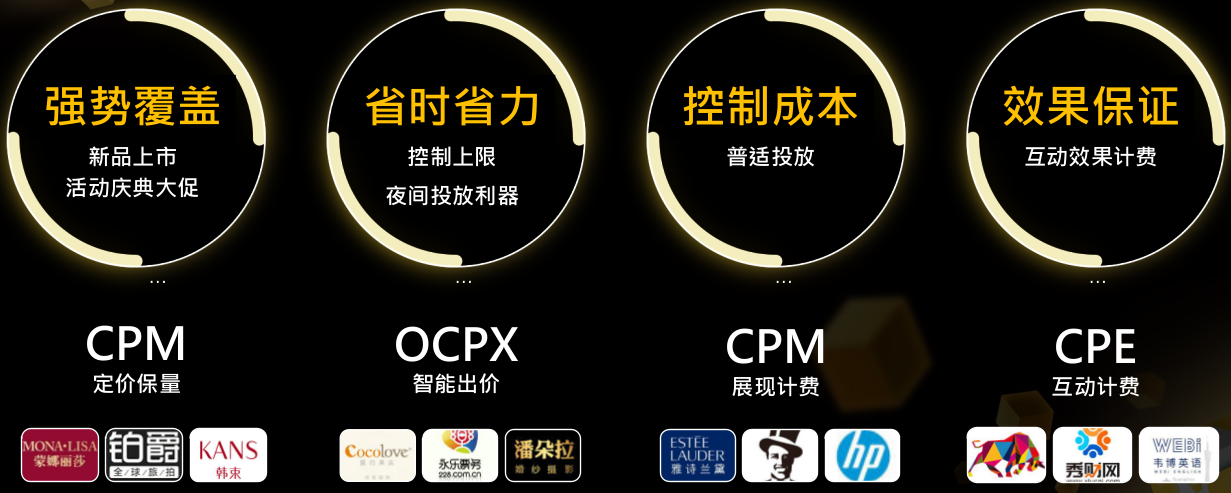 强势覆盖
新品上市
活动庆典大促
...
CPM
定价保量
MONA·LISA
蒙娜丽莎
铂爵
全/球/旅/拍
KANS
韩束
省时省力
控制上限
夜间投放利器
...
OCPX
智能出价
Cocolove
永乐票务
228.com.cn
潘朵拉
婚纱摄影
控制成本
普适投放
...
CPM
展现计费
ESTĒE
LAUDER
雅诗兰黛
hp
效果保证
互动效果计费
...
CPE
互动计费
秀财网
WEBi
韦博英语
WEBI ENGLISH